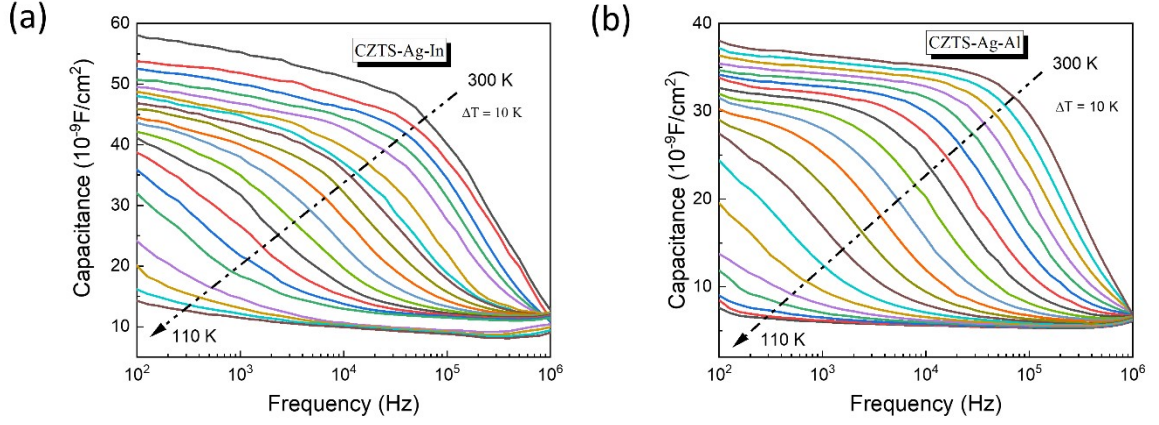 (a)
CZTS-Ag-In
300 K
ΔT = 10 K
110 K
Capacitance (10⁻⁹F/cm²)
60
50
40
30
20
10
10² 10³ 10⁴ 10⁵ 10⁶
Frequency (Hz)
(b)
CZTS-Ag-Al
300 K
ΔT = 10 K
110 K
Capacitance (10⁻⁹F/cm²)
40
30
20
10
10² 10³ 10⁴ 10⁵ 10⁶
Frequency (Hz)